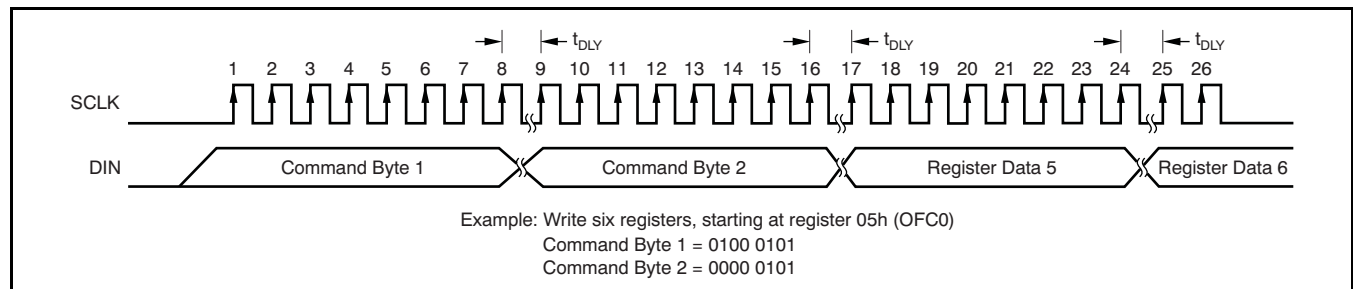 tDLY tDLY tDLY
1 2 3 4 5 6 7 8 9 10 11 12 13 14 15 16 17 18 19 20 21 22 23 24 25 26
SCLK
DIN Command Byte 1 Command Byte 2 Register Data 5 Register Data 6
Example: Write six registers, starting at register 05h (OFC0)
Command Byte 1 = 0100 0101
Command Byte 2 = 0000 0101